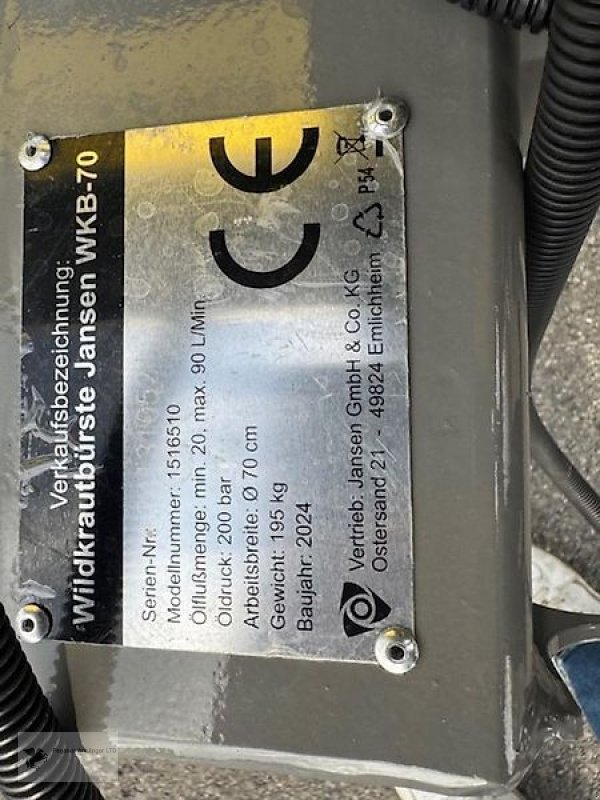 Verkaufsbezeichnung:
Wildkrautbürste Jansen WKB-70
Serien-Nr.:
Modellnummer: 1516510
Ölflußmenge: min. 20, max. 90 L/Min.
Öldruck: 200 bar
Arbeitsbreite: Ø 70 cm
Gewicht: 195 kg
Baujahr: 2024
CE
P54
Vertrieb: Jansen GmbH & Co. KG
Ostersand 21 - 49824 Emlichheim